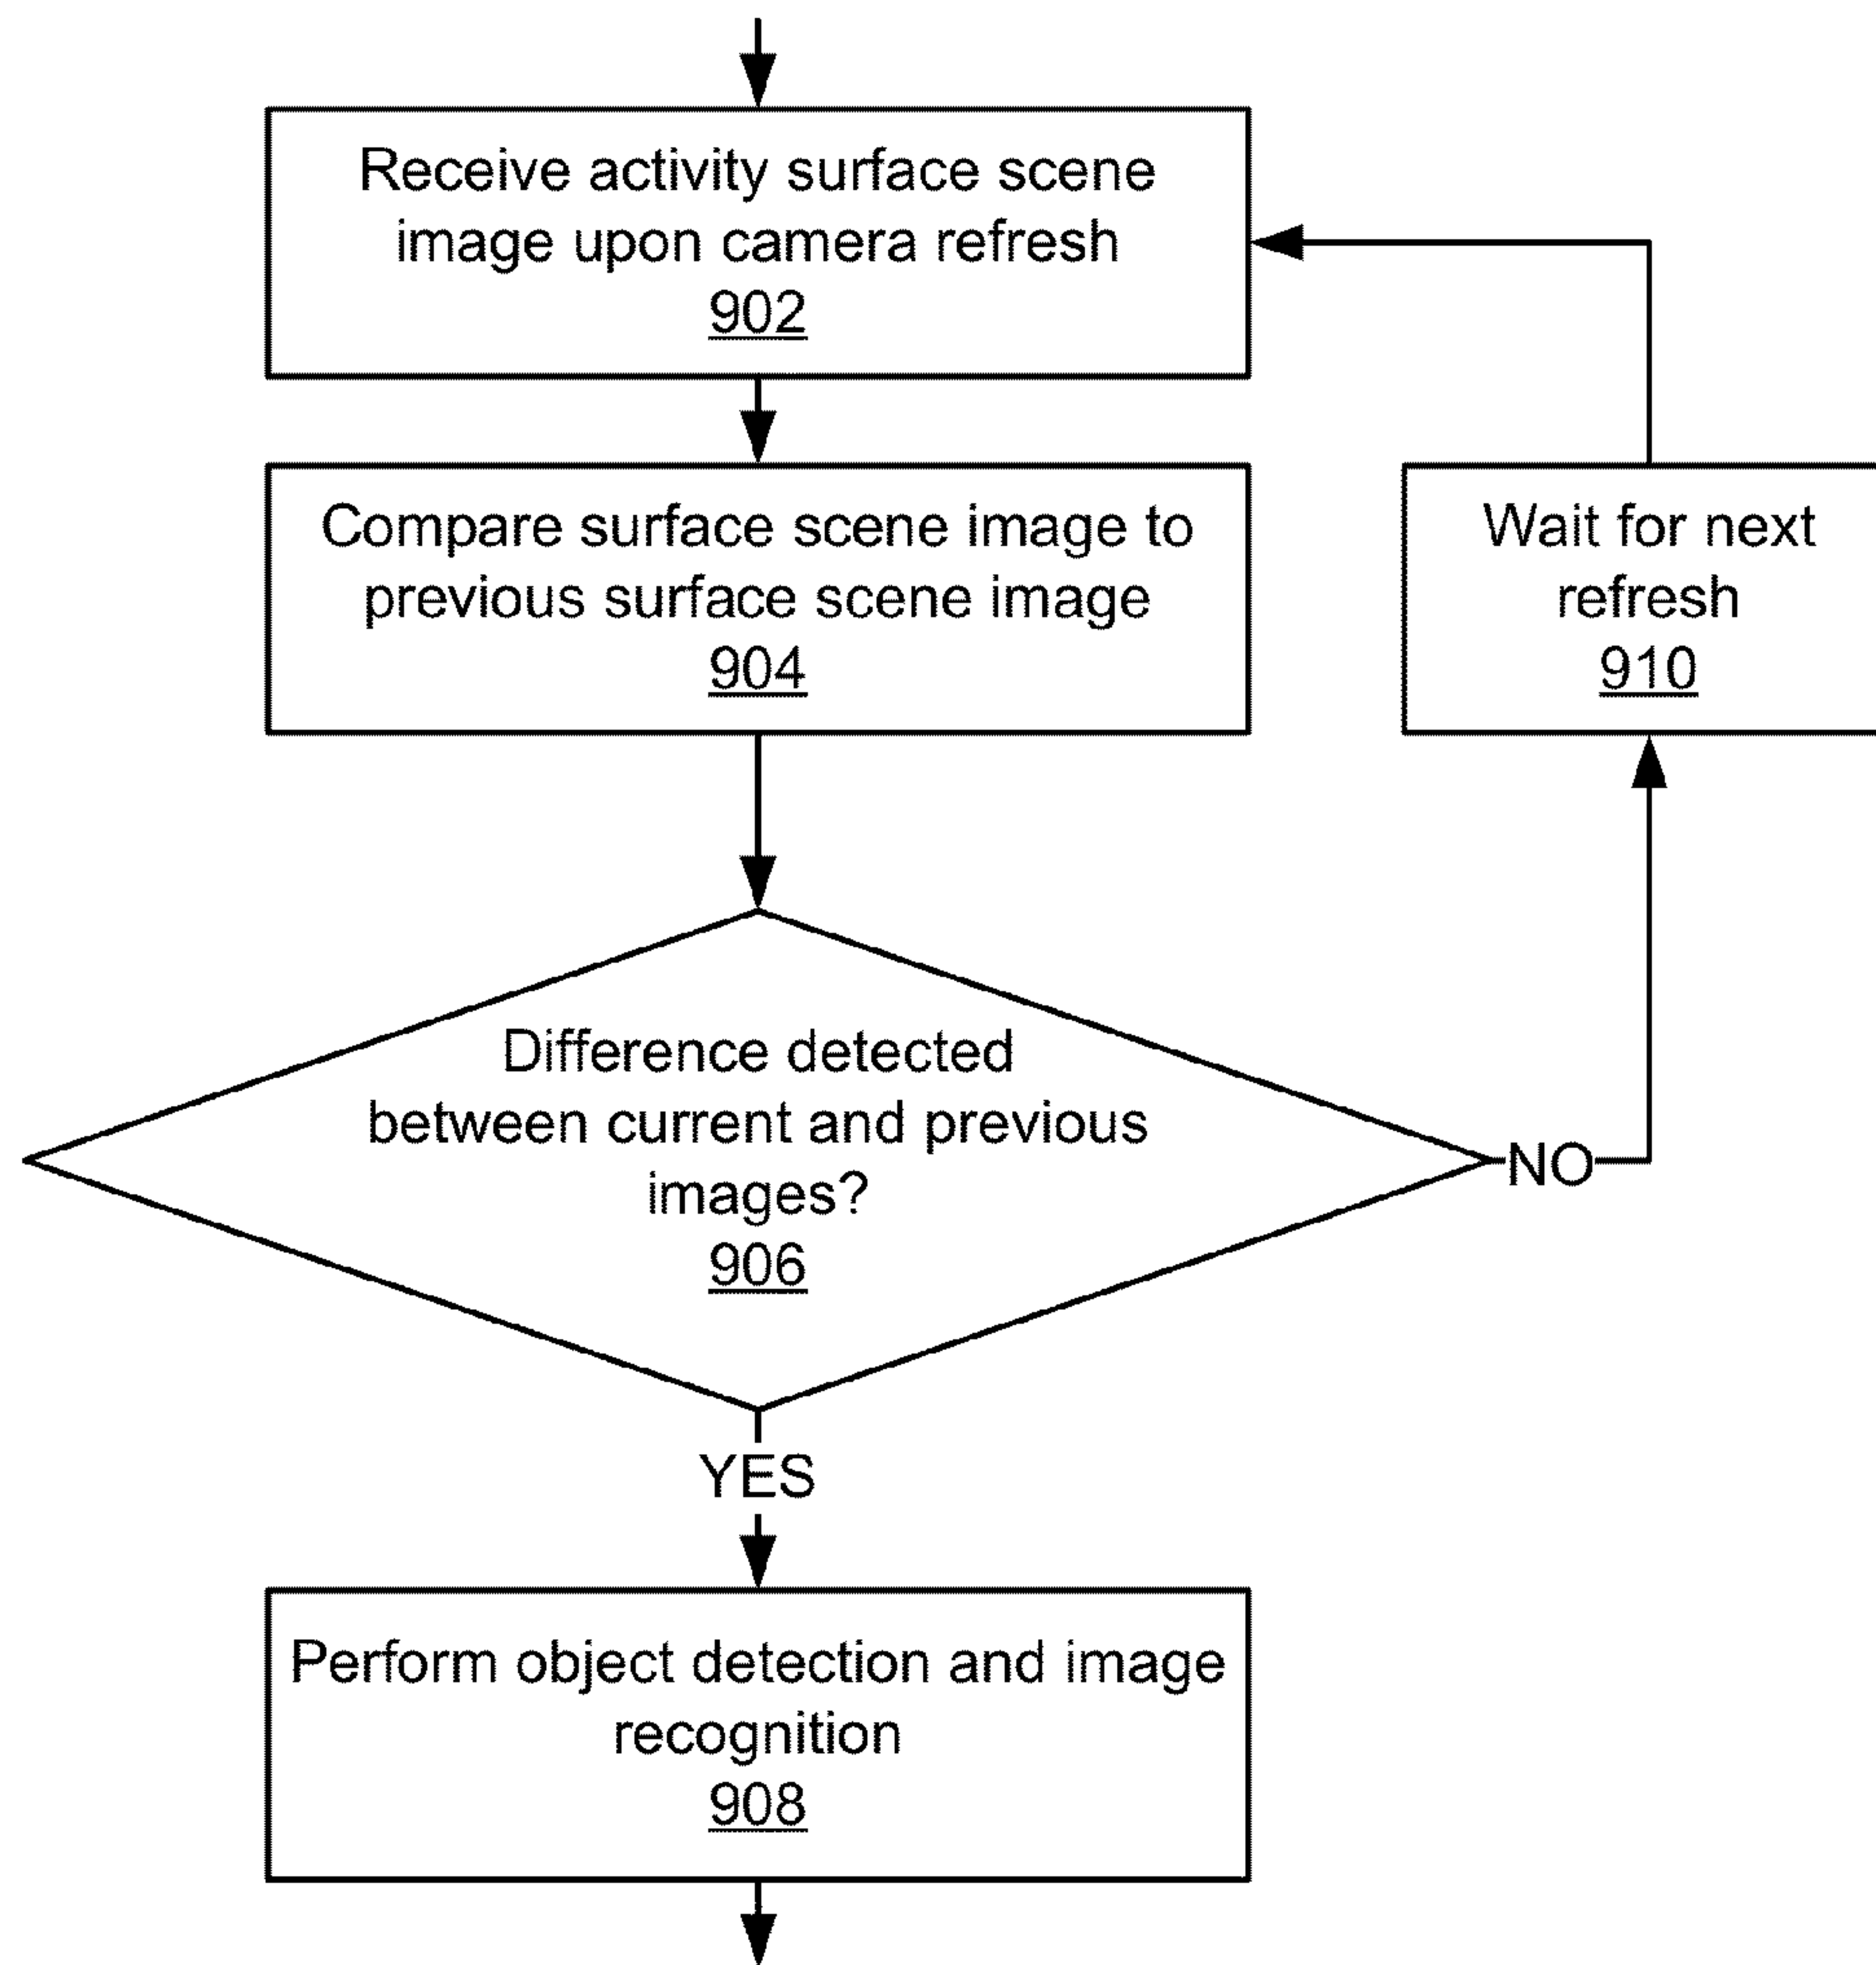 Receive activity surface scene
image upon camera refresh
902
Compare surface scene image to
previous surface scene image
904
Wait for next
refresh
910
Difference detected
between current and previous
images?
906
NO
YES
Perform object detection and image
recognition
908